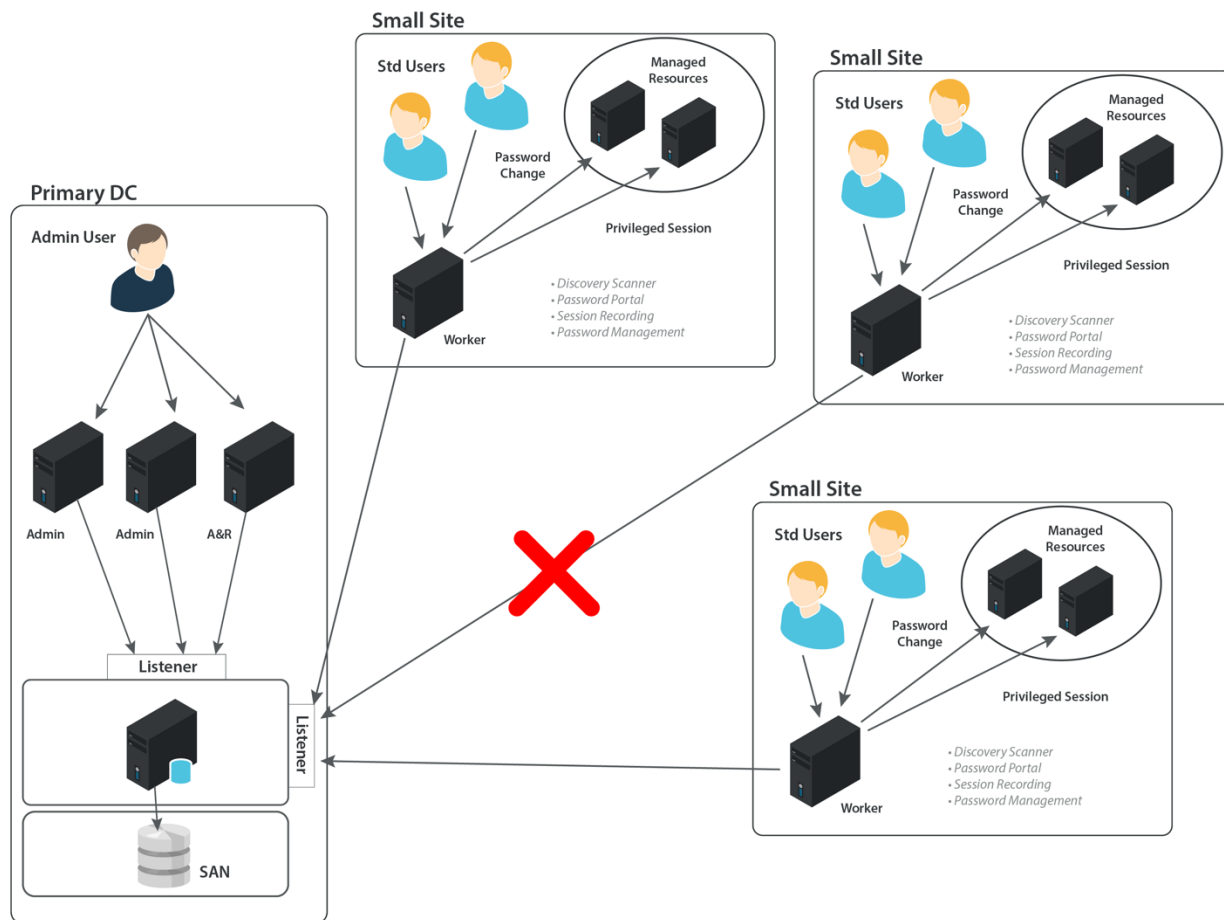 Small Site
Std Users
Managed
Resources
Password
Change
Privileged Session
• Discovery Scanner
• Password Portal
• Session Recording
• Password Management
Worker
Small Site
Std Users
Managed
Resources
Password
Change
Privileged Session
• Discovery Scanner
• Password Portal
• Session Recording
• Password Management
Worker
Primary DC
Admin User
Admin
Admin
A&R
Listener
Listener
SAN
Small Site
Std Users
Managed
Resources
Password
Change
Privileged Session
• Discovery Scanner
• Password Portal
• Session Recording
• Password Management
Worker